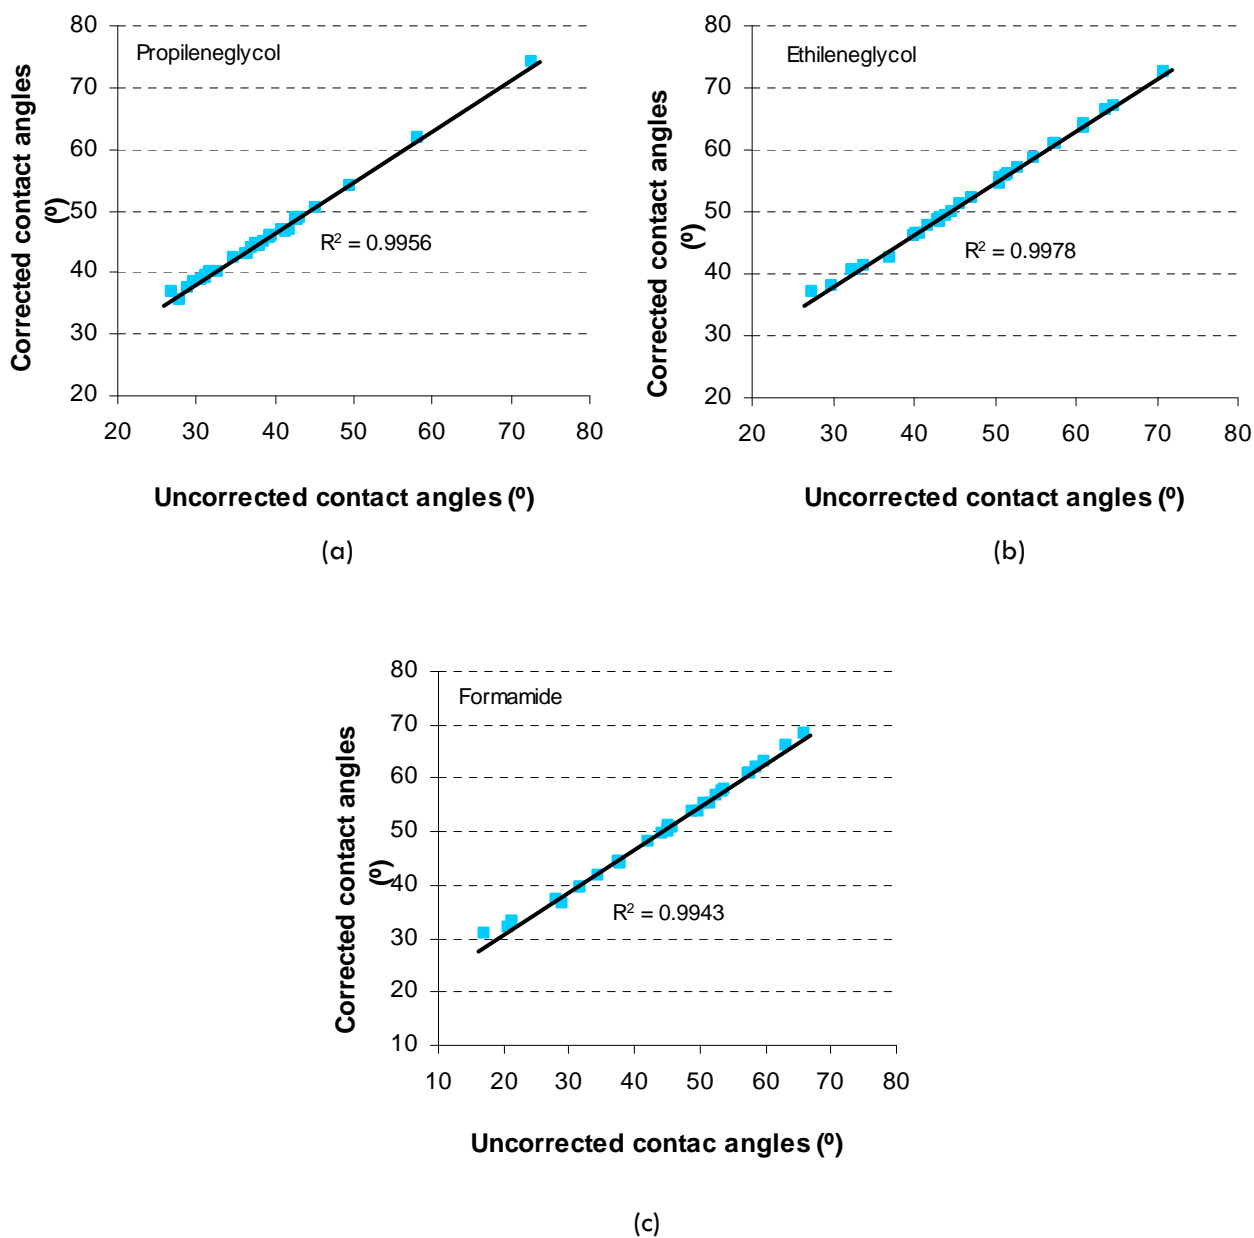 Propileneglycol
Corrected contact angles
(º)
80
70
60
50
40
30
20
R² = 0.9956
20 30 40 50 60 70 80
Uncorrected contact angles (º)
(a)
Ethileneglycol
Corrected contact angles
(º)
80
70
60
50
40
30
20
R² = 0.9978
20 30 40 50 60 70 80
Uncorrected contact angles (º)
(b)
Formamide
Corrected contact angles
(º)
80
70
60
50
40
30
20
10
R² = 0.9943
10 20 30 40 50 60 70 80
Uncorrected contac angles (º)
(c)